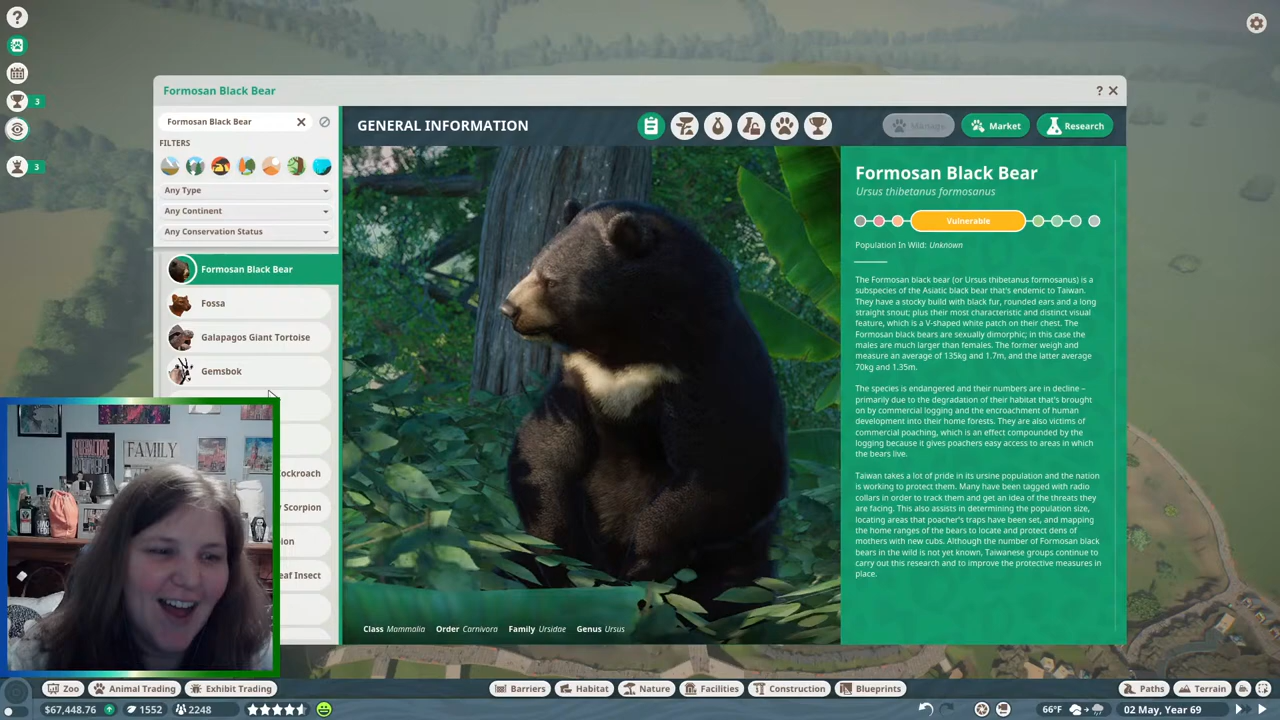 Formosan Black Bear
?
Formosan Black Bear
FILTERS
Any Type
Any Continent
Any Conservation Status
Formosan Black Bear
Fossa
Galapagos Giant Tortoise
Gemsbok
ockroach
Scorpion
ion
eaf Insect
GENERAL INFORMATION
Manage
Market
Research
Formosan Black Bear
Ursus thibetanus formosanus
Vulnerable
Population In Wild: Unknown
The Formosan black bear (or Ursus thibetanus formosanus) is a
subspecies of the Asiatic black bear that's endemic to Taiwan.
They have a stocky build with black fur, rounded ears and a long
straight snout; plus their most characteristic and distinct visual
feature, which is a V-shaped white patch on their chest. The
Formosan black bears are sexually dimorphic; in this case the
males are much larger than females. The former weigh and
measure an average of 135kg and 1.7m, and the latter average
70kg and 1.35m.
The species is endangered and their numbers are in decline –
primarily due to the degradation of their habitat that's brought
on by commercial logging and the encroachment of human
development into their home forests. They are also victims of
commercial poaching, which is an effect compounded by the
logging because it gives poachers easy access to areas in which
the bears live.
Taiwan takes a lot of pride in its ursine population and the nation
is working to protect them. Many have been tagged with radio
collars in order to track them and get an idea of the threats they
are facing. This also assists in determining the population size,
locating areas that poacher's traps have been set, and mapping
the home ranges of the bears to locate and protect dens of
mothers with new cubs. Although the number of Formosan black
bears in the wild is not yet known, Taiwanese groups continue to
carry out this research and to improve the protective measures in
place.
Class Mammalia Order Carnivora Family Ursidae Genus Ursus
?
3
3
FAMILY
Zoo
Animal Trading
Exhibit Trading
Barriers
Habitat
Nature
Facilities
Construction
Blueprints
Paths
Terrain
$67,448.76
1552
2248
66°F
02 May, Year 69